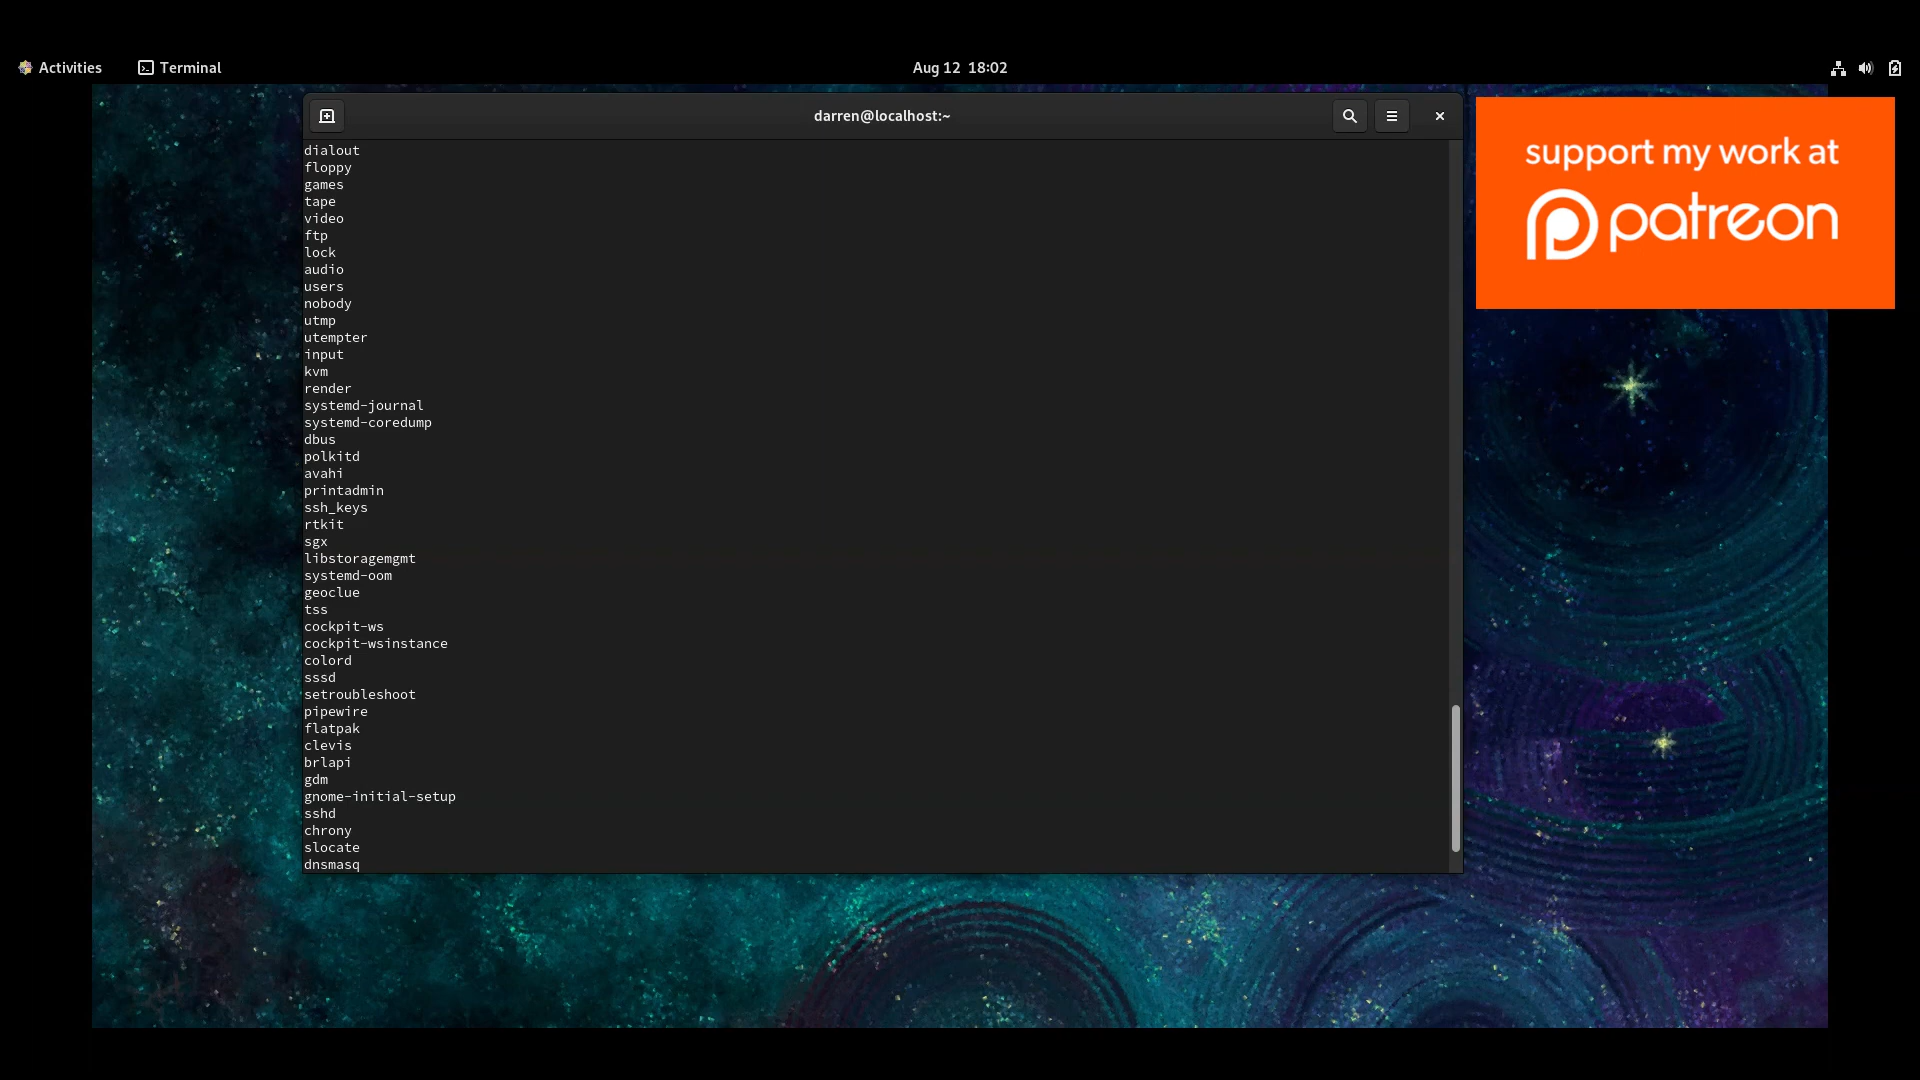 Activities
Terminal
Aug 12 18:02
darren@localhost:~
dialout
floppy
games
tape
video
ftp
lock
audio
users
nobody
utmp
utempter
input
kvm
render
systemd-journal
systemd-coredump
dbus
polkitd
avahi
printadmin
ssh_keys
rtkit
sgx
libstoragemgmt
systemd-oom
geoclue
tss
cockpit-ws
cockpit-wsinstance
colord
sssd
setroubleshoot
pipewire
flatpak
clevis
brlapi
gdm
gnome-initial-setup
sshd
chrony
slocate
dnsmasq
support my work at
patreon